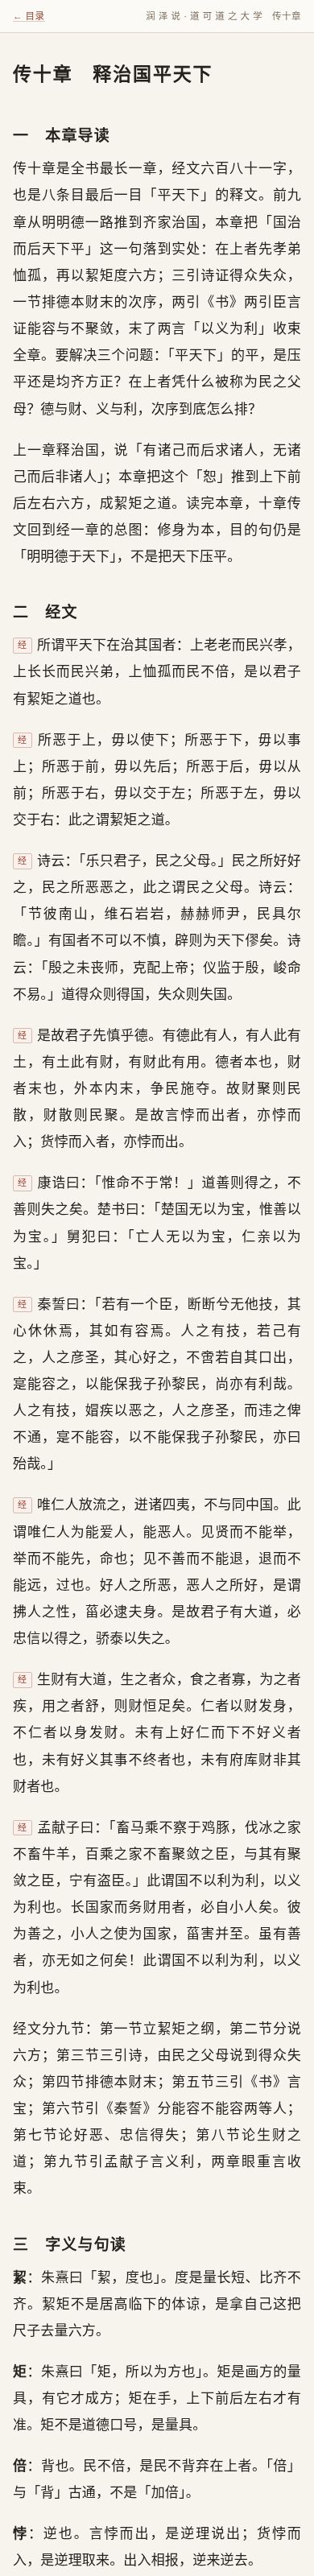 ← 目录
润泽说·道可道之大学 传十章
传十章 释治国平天下
一 本章导读
传十章是全书最长一章，经文六百八十一字，
也是八条目最后一目「平天下」的释文。前九
章从明明德一路推到齐家治国，本章把「国治
而后天下平」这一句落到实处：在上者先孝弟
恤孤，再以絜矩度六方；三引诗证得众失众，
一节排德本财末的次序，两引《书》两引臣言
证能容与不聚敛，末了两言「以义为利」收束
全章。要解决三个问题：「平天下」的平，是压
平还是均齐方正？在上者凭什么被称为民之父
母？德与财、义与利，次序到底怎么排？
上一章释治国，说「有诸己而后求诸人，无诸
己而后非诸人」；本章把这个「恕」推到上下前
后左右六方，成絜矩之道。读完本章，十章传
文回到经一章的总图：修身为本，目的句仍是
「明明德于天下」，不是把天下压平。
二 经文
经 所谓平天下在治其国者：上老老而民兴孝，
上长长而民兴弟，上恤孤而民不倍，是以君子
有絜矩之道也。
经 所恶于上，毋以使下；所恶于下，毋以事
上；所恶于前，毋以先后；所恶于后，毋以从
前；所恶于右，毋以交于左；所恶于左，毋以
交于右：此之谓絜矩之道。
经 诗云：「乐只君子，民之父母。」民之所好好
之，民之所恶恶之，此之谓民之父母。诗云：
「节彼南山，维石岩岩，赫赫师尹，民具尔
瞻。」有国者不可以不慎，辟则为天下僇矣。诗
云：「殷之未丧师，克配上帝；仪监于殷，峻命
不易。」道得众则得国，失众则失国。
经 是故君子先慎乎德。有德此有人，有人此有
土，有土此有财，有财此有用。德者本也，财
者末也，外本内末，争民施夺。故财聚则民
散，财散则民聚。是故言悖而出者，亦悖而
入；货悖而入者，亦悖而出。
经 康诰曰：「惟命不于常！」道善则得之，不
善则失之矣。楚书曰：「楚国无以为宝，惟善以
为宝。」舅犯曰：「亡人无以为宝，仁亲以为
宝。」
经 秦誓曰：「若有一个臣，断断兮无他技，其
心休休焉，其如有容焉。人之有技，若己有
之，人之彦圣，其心好之，不啻若自其口出，
寔能容之，以能保我子孙黎民，尚亦有利哉。
人之有技，媢疾以恶之，人之彦圣，而违之俾
不通，寔不能容，以不能保我子孙黎民，亦曰
殆哉。」
经 唯仁人放流之，迸诸四夷，不与同中国。此
谓唯仁人为能爱人，能恶人。见贤而不能举，
举而不能先，命也；见不善而不能退，退而不
能远，过也。好人之所恶，恶人之所好，是谓
拂人之性，菑必逮夫身。是故君子有大道，必
忠信以得之，骄泰以失之。
经 生财有大道，生之者众，食之者寡，为之者
疾，用之者舒，则财恒足矣。仁者以财发身，
不仁者以身发财。未有上好仁而下不好义者
也，未有好义其事不终者也，未有府库财非其
财者也。
经 孟献子曰：「畜马乘不察于鸡豚，伐冰之家
不畜牛羊，百乘之家不畜聚敛之臣，与其有聚
敛之臣，宁有盗臣。」此谓国不以利为利，以义
为利也。长国家而务财用者，必自小人矣。彼
为善之，小人之使为国家，菑害并至。虽有善
者，亦无如之何矣！此谓国不以利为利，以义
为利也。
经文分九节：第一节立絜矩之纲，第二节分说
六方；第三节三引诗，由民之父母说到得众失
众；第四节排德本财末；第五节三引《书》言
宝；第六节引《秦誓》分能容不能容两等人；
第七节论好恶、忠信得失；第八节论生财之
道；第九节引孟献子言义利，两章眼重言收
束。
三 字义与句读
絜：朱熹曰「絜，度也」。度是量长短、比齐不
齐。絜矩不是居高临下的体谅，是拿自己这把
尺子去量六方。
矩：朱熹曰「矩，所以为方也」。矩是画方的量
具，有它才成方；矩在手，上下前后左右才有
准。矩不是道德口号，是量具。
倍：背也。民不倍，是民不背弃在上者。「倍」
与「背」古通，不是「加倍」。
悖：逆也。言悖而出，是逆理说出；货悖而
入，是逆理取来。出入相报，逆来逆去。